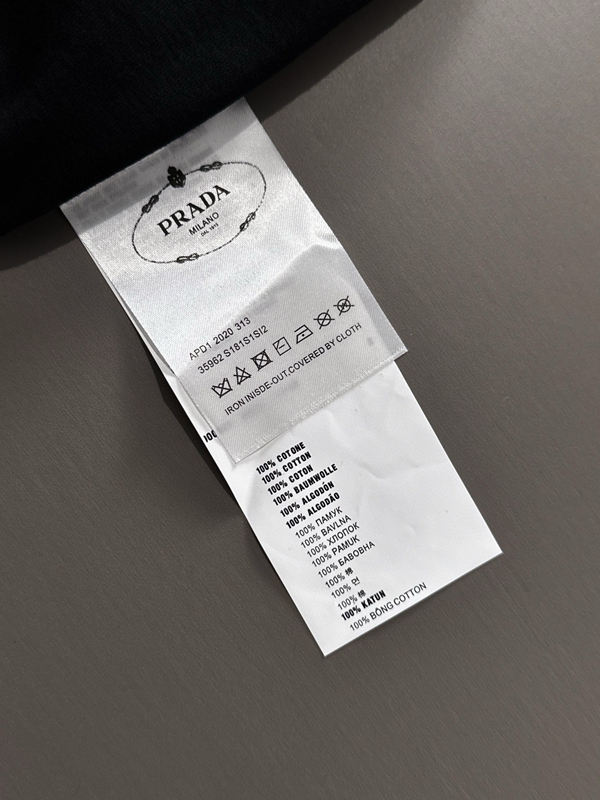 PRADA
MILANO
DAL 1913
APD1 2020 313
35962 S181S1SI2
IRON INISDE-OUT.COVERED BY CLOTH
100% COTONE
100% COTTON
100% COTON
100% BAUMWOLLE
100% ALGODÓN
100% ALGODÃO
100% ПАМУК
100% BAVLNA
100% ХЛОПОК
100% PAMUK
100% БАВОВНА
100% 棉
100% 면
100% 棉
100% KATUN
100% BÔNG COTTON